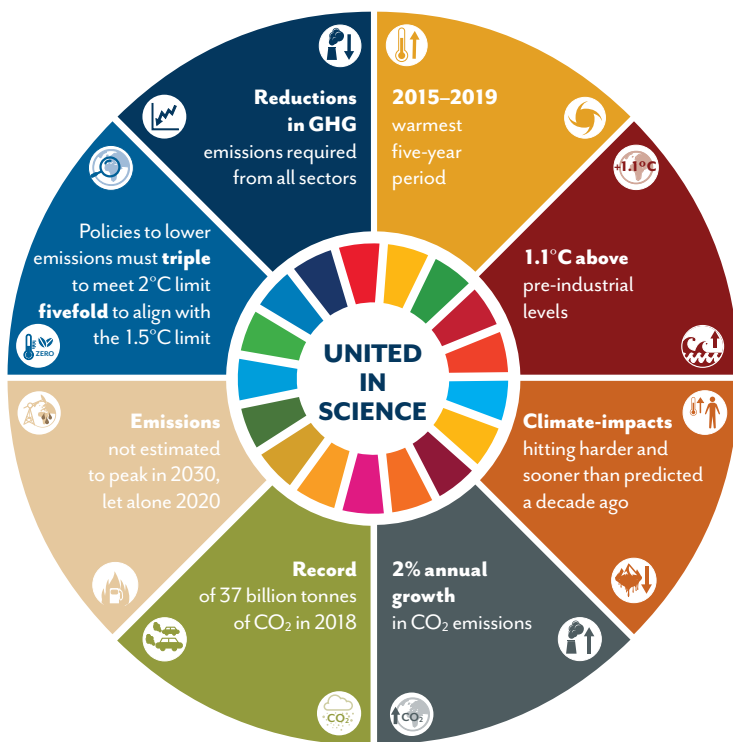 2015–2019
warmest
five-year
period
+1.1°C
1.1°C above
pre-industrial
levels
Climate-impacts
hitting harder and
sooner than predicted
a decade ago
2% annual
growth
in CO₂ emissions
CO₂
Record
of 37 billion tonnes
of CO₂ in 2018
CO₂
Emissions
not estimated
to peak in 2030,
let alone 2020
Policies to lower
emissions must triple
to meet 2°C limit
fivefold to align with
the 1.5°C limit
ZERO
Reductions
in GHG
emissions required
from all sectors
UNITED
IN
SCIENCE